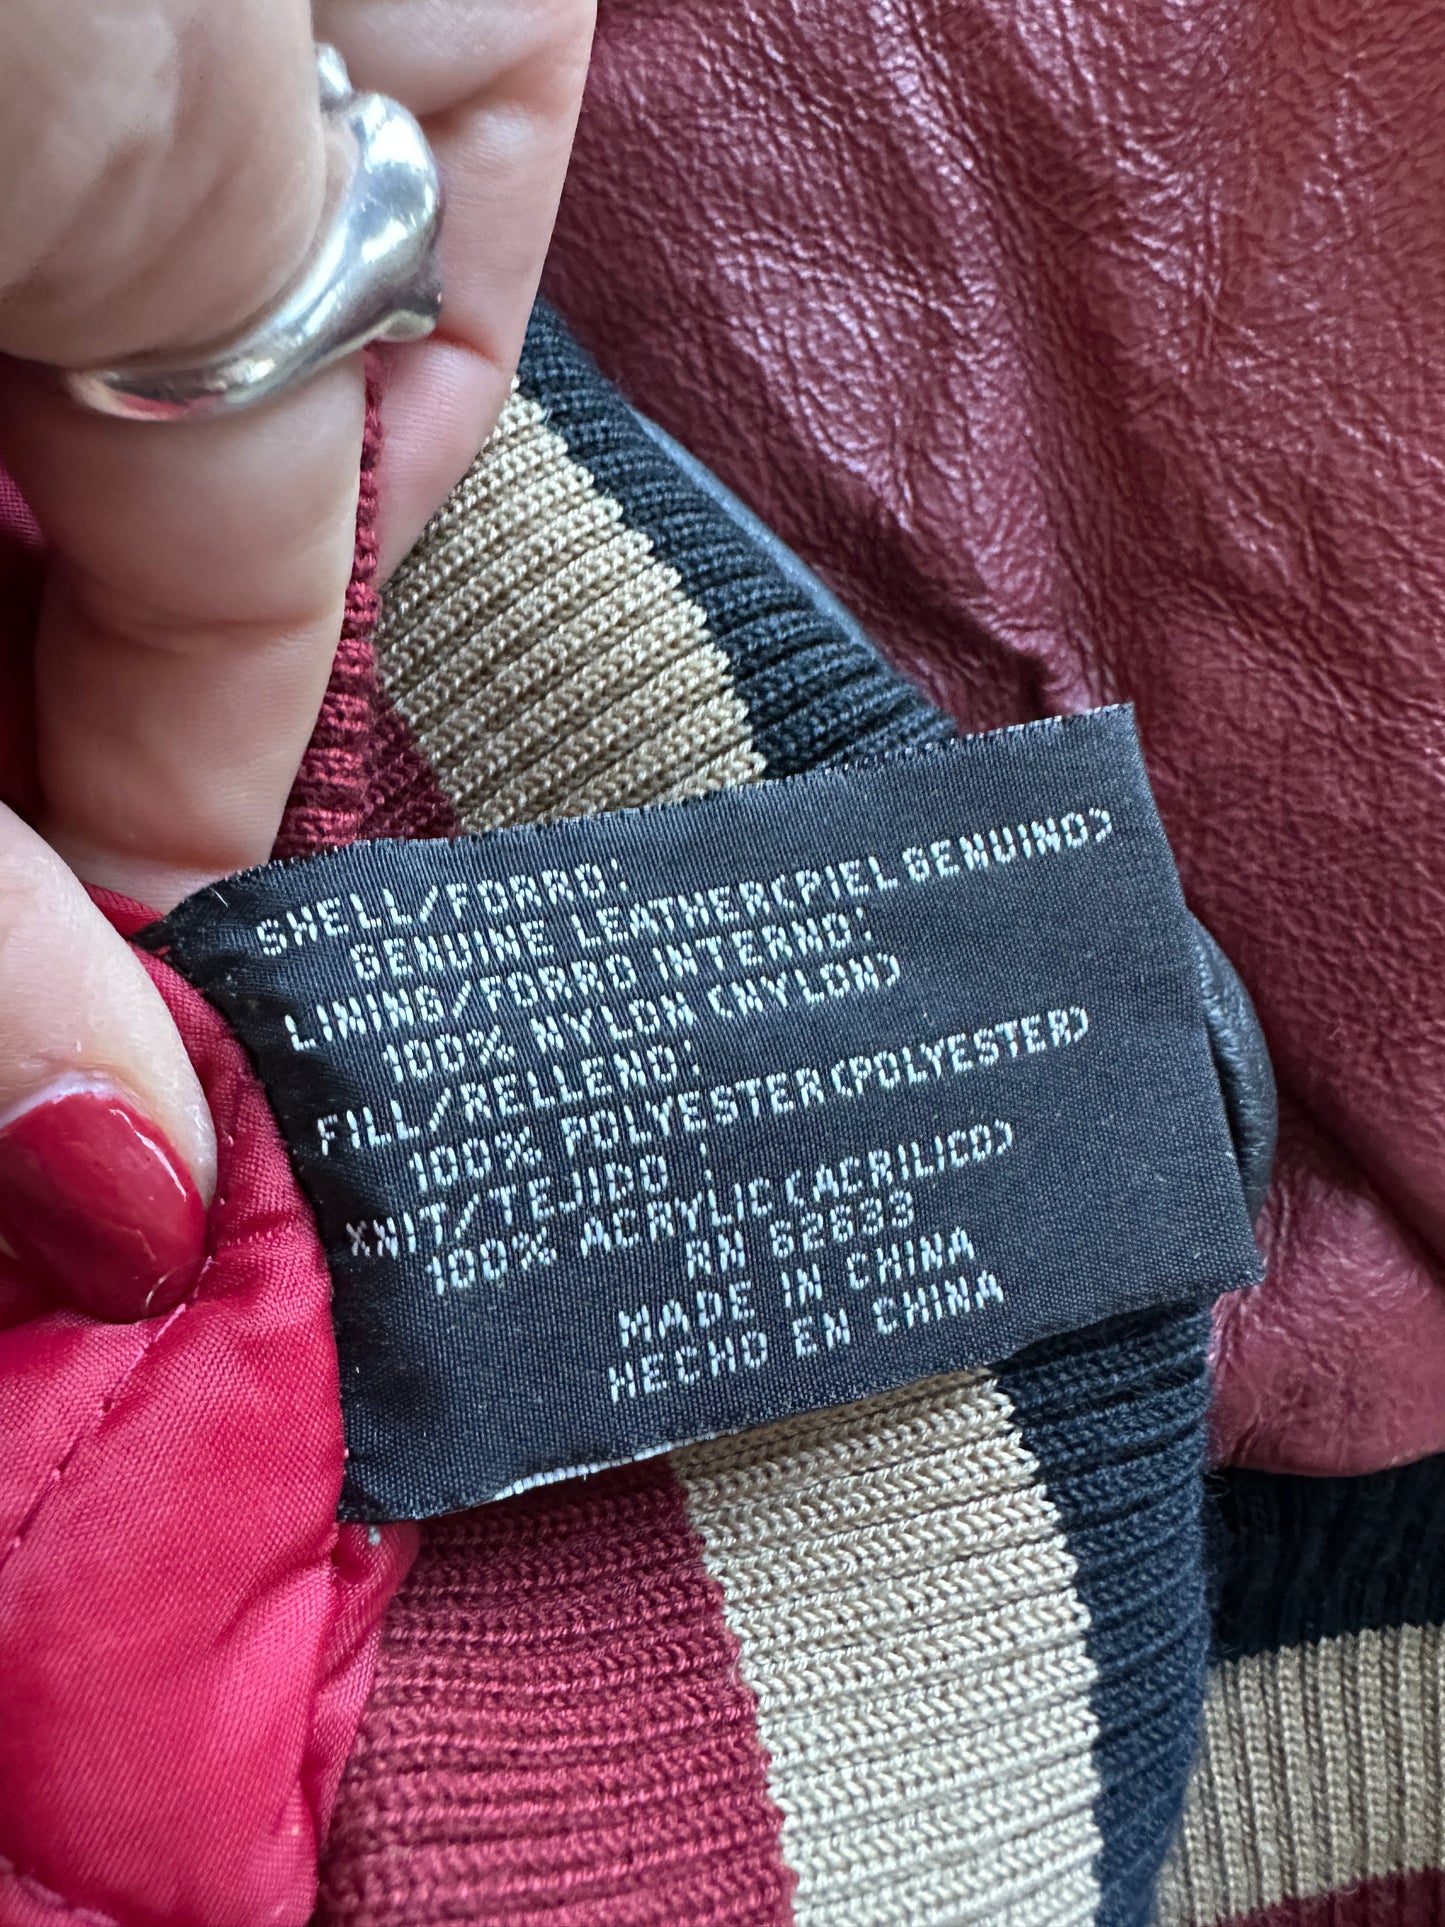 SHELL/FORRO:
GENUINE LEATHER(PIEL GENUINO)
LINING/FORRO INTERNO:
100% NYLON (NYLON)
FILL/RELLENO:
100% POLYESTER(POLYESTER)
XNIT/TEJIDO :
100% ACRYLIC (ACRILICO)
RN 62633
MADE IN CHINA
HECHO EN CHINA